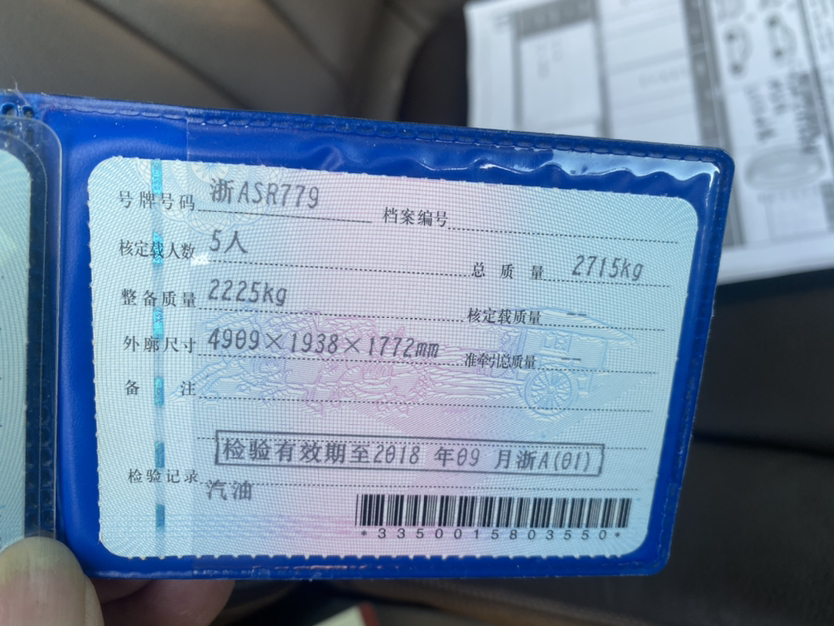 号牌号码 浙ASR779 档案编号
核定载人数 5人 总质量 2715kg
整备质量 2225kg 核定载质量 --
外廓尺寸 4909×1938×1772mm 准牵引总质量 --
备注
检验有效期至2018 年09 月浙A(01)
检验记录 汽油
*3350015803550*